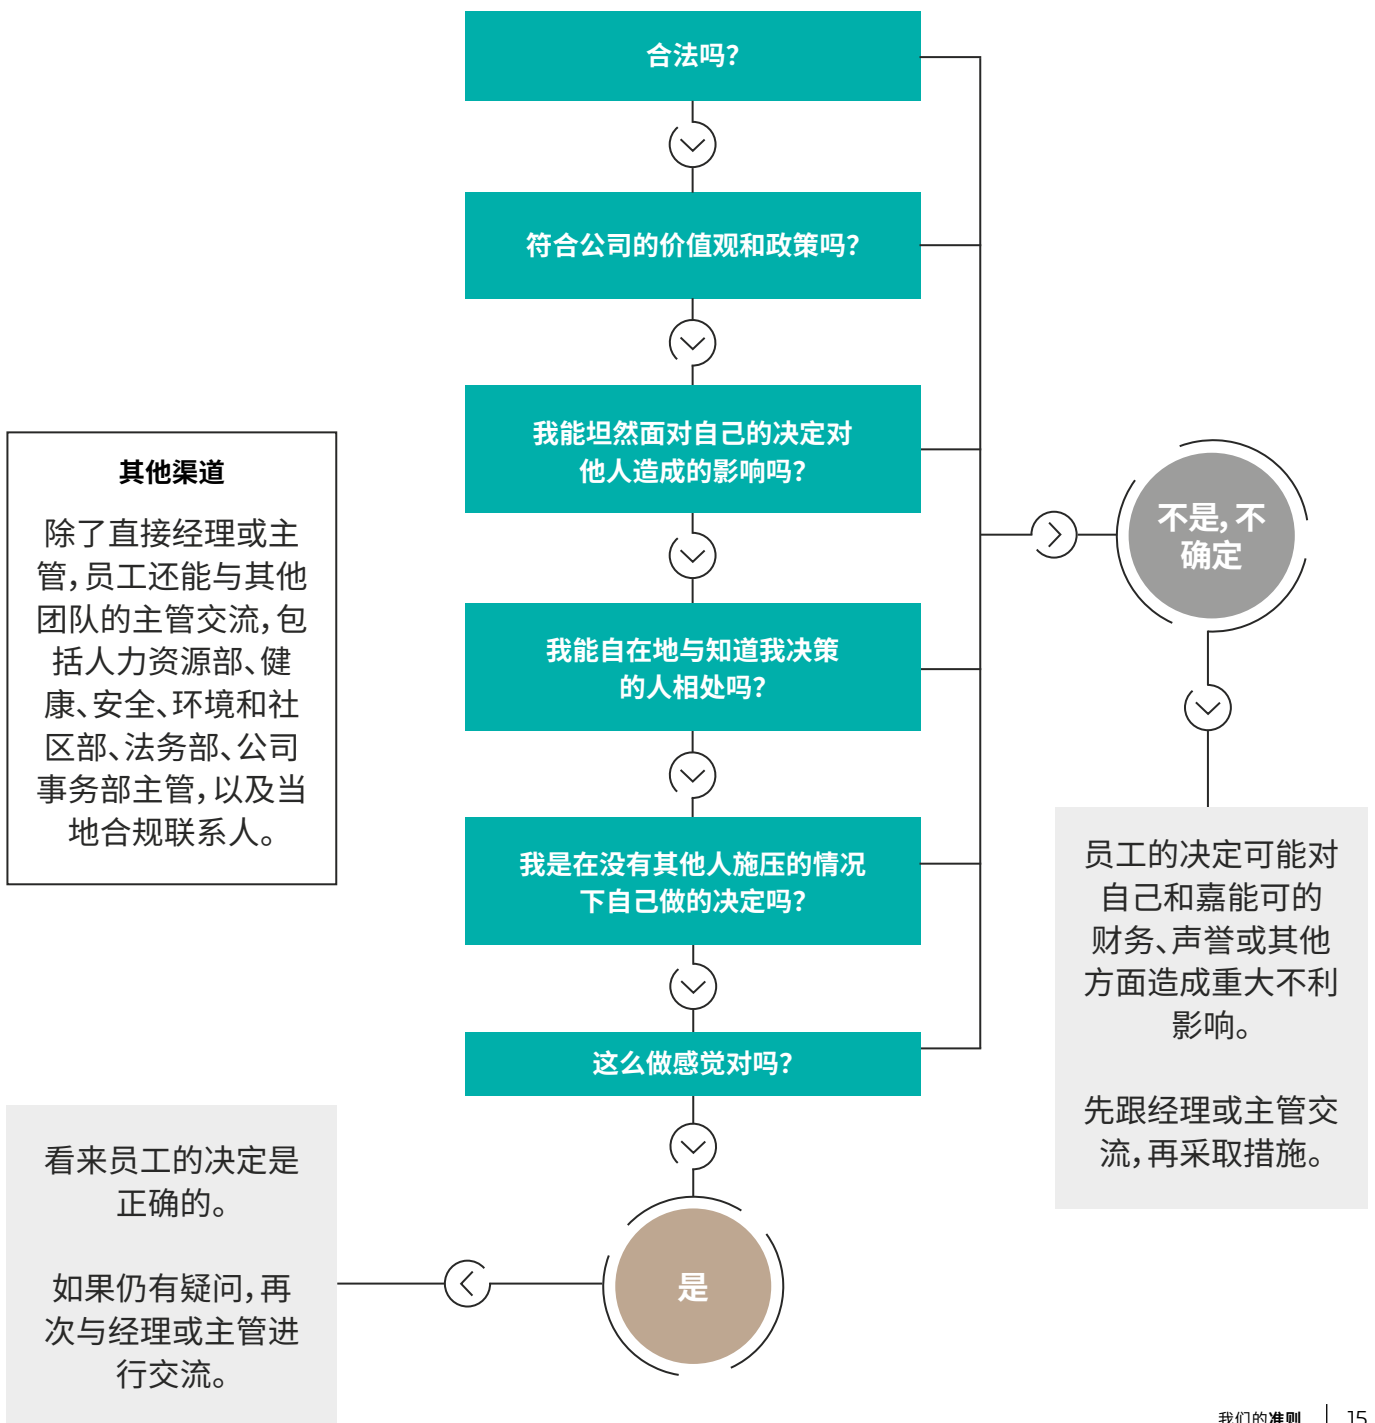 合法吗？
符合公司的价值观和政策吗？
我能坦然面对自己的决定对
他人造成的影响吗？
我能自在地与知道我决策
的人相处吗？
我是在没有其他人施压的情况
下自己做的决定吗？
这么做感觉对吗？
是
不是，不
确定
其他渠道
除了直接经理或主
管，员工还能与其他
团队的主管交流，包
括人力资源部、健
康、安全、环境和社
区部、法务部、公司
事务部主管，以及当
地合规联系人。
员工的决定可能对
自己和嘉能可的
财务、声誉或其他
方面造成重大不利
影响。
先跟经理或主管交
流，再采取措施。
看来员工的决定是
正确的。
如果仍有疑问，再
次与经理或主管进
行交流。
我们的准则 15